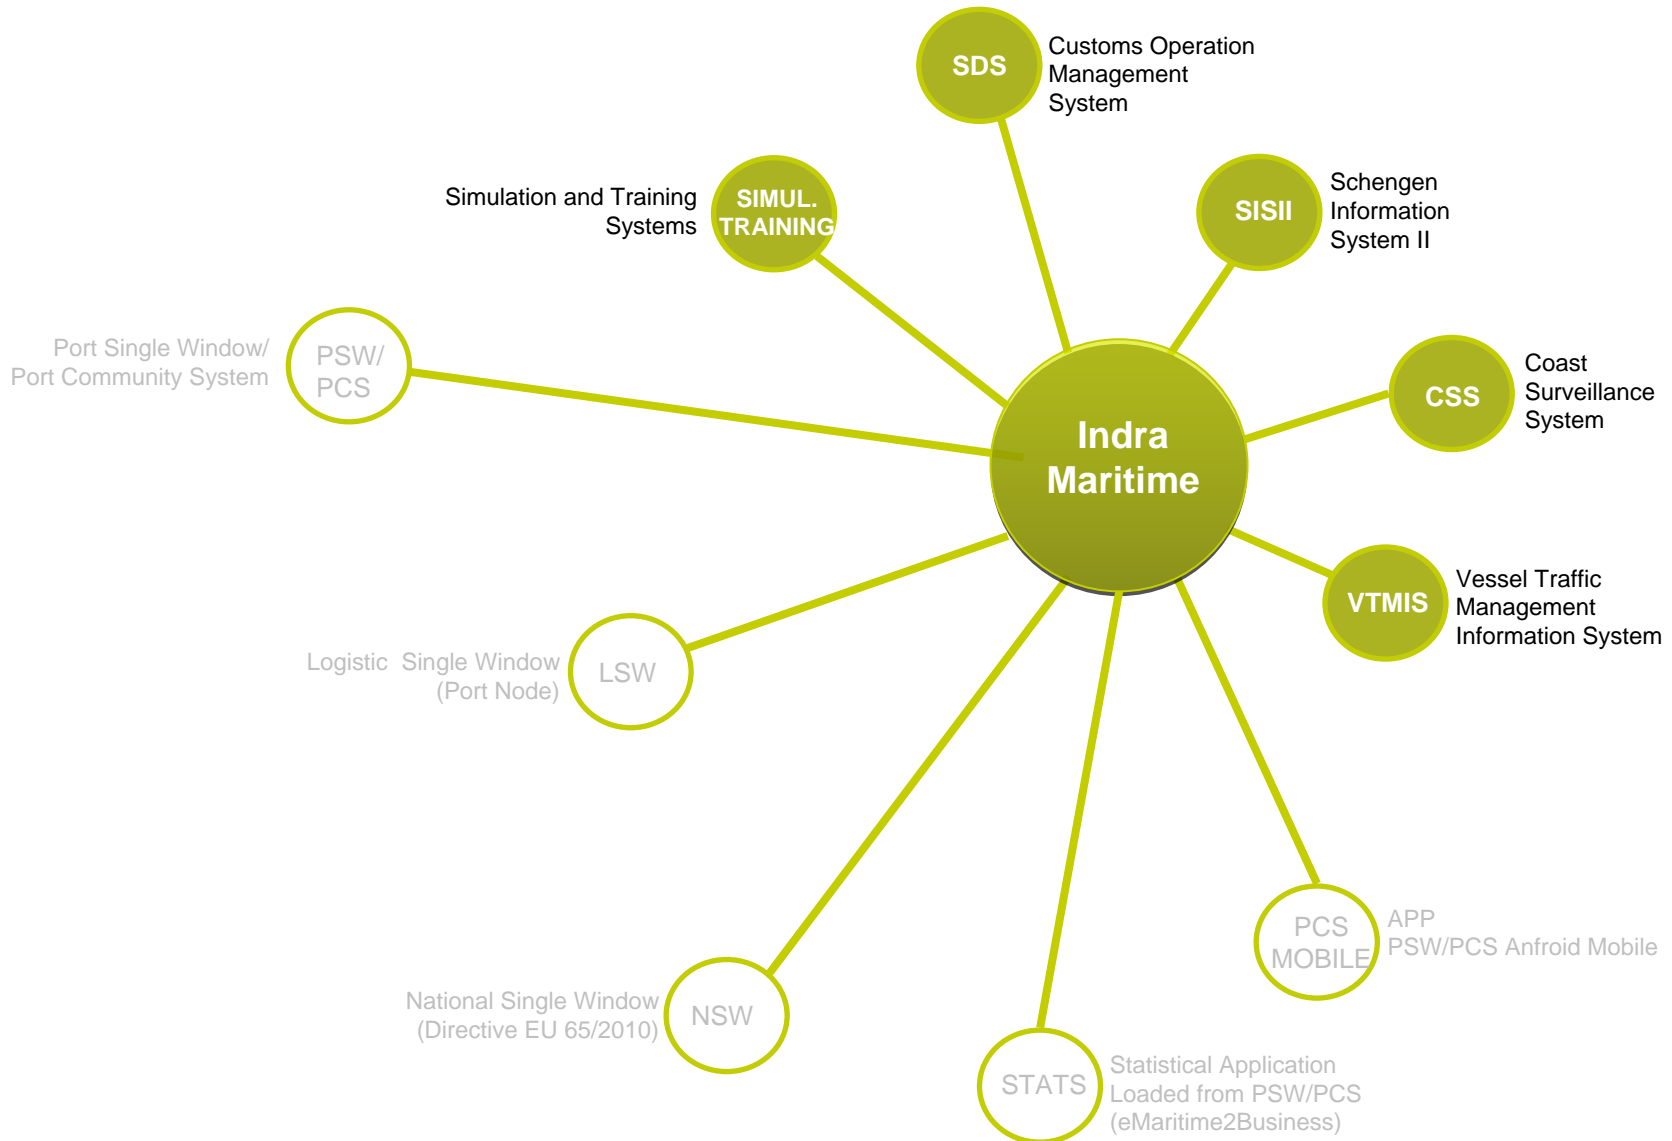 SDS
Customs Operation
Management
System
Simulation and Training
Systems
SIMUL.
TRAINING
SISII
Schengen
Information
System II
Port Single Window/
Port Community System
PSW/
PCS
Indra
Maritime
CSS
Coast
Surveillance
System
VTMIS
Vessel Traffic
Management
Information System
Logistic  Single Window
(Port Node)
LSW
PCS
MOBILE
APP
PSW/PCS Anfroid Mobile
National Single Window
(Directive EU 65/2010)
NSW
STATS
Statistical Application
Loaded from PSW/PCS
(eMaritime2Business)